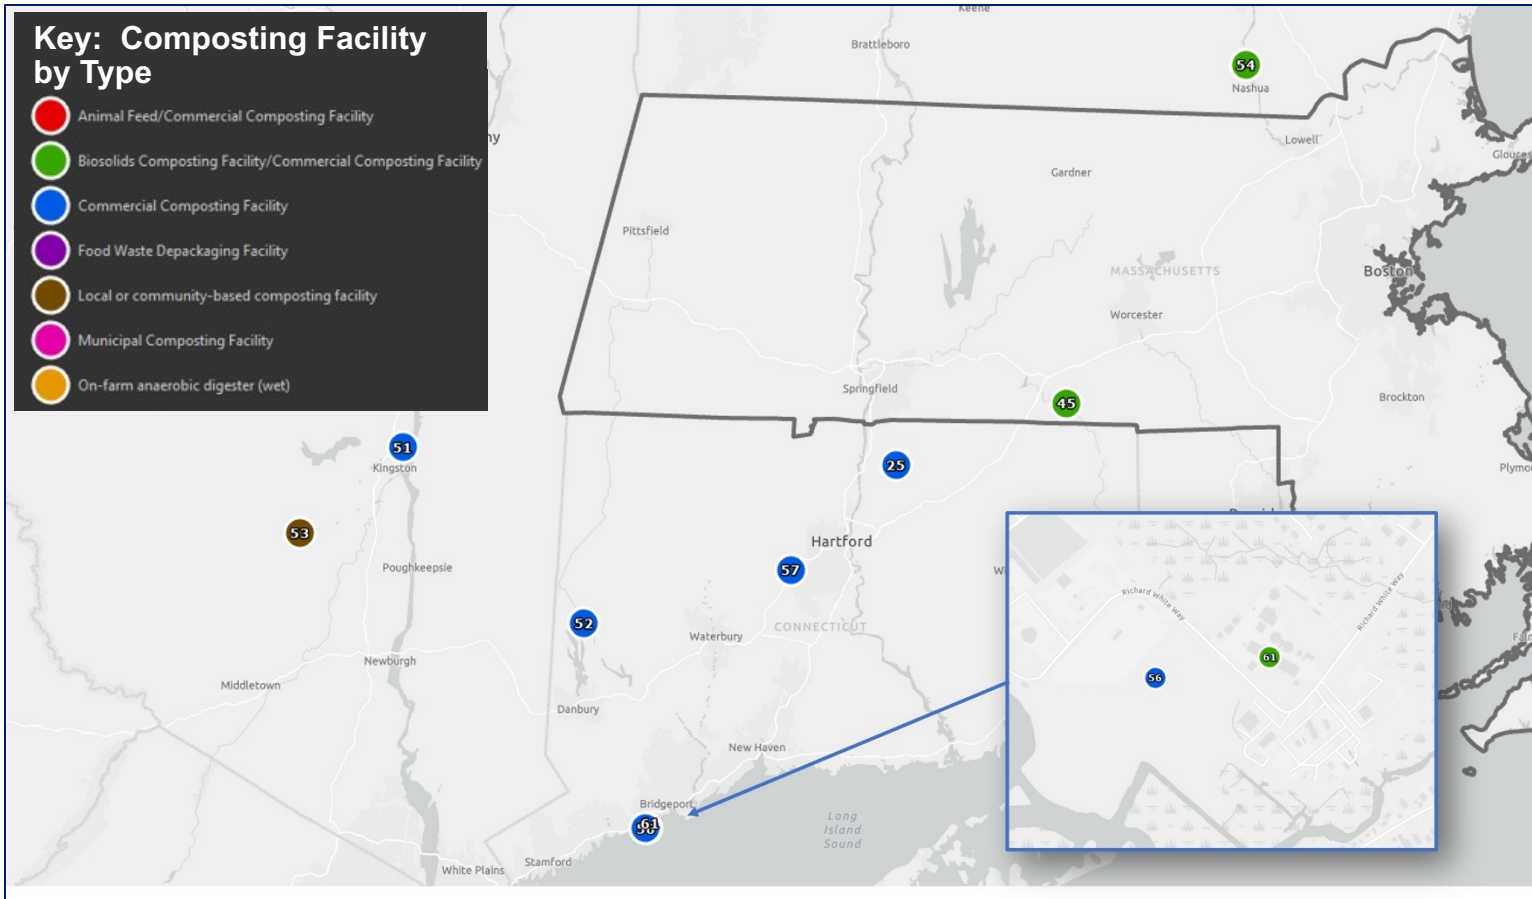 Key: Composting Facility
by Type
Animal Feed/Commercial Composting Facility
Biosolids Composting Facility/Commercial Composting Facility
Commercial Composting Facility
Food Waste Depackaging Facility
Local or community-based composting facility
Municipal Composting Facility
On-farm anaerobic digester (wet)
Keene
Brattleboro
54
Nashua
ny
Lowell
Gardner
Pittsfield
MASSACHUSETTS
Boston
Worcester
Springfield
45
Brockton
51
Kingston
25
Plymo
53
Hartford
57
Poughkeepsie
52
Waterbury
CONNECTICUT
Newburgh
Middletown
Danbury
New Haven
Bridgeport
61
Long
Island
Sound
Stamford
White Plains
Richard White Way
Richard White Way
61
56